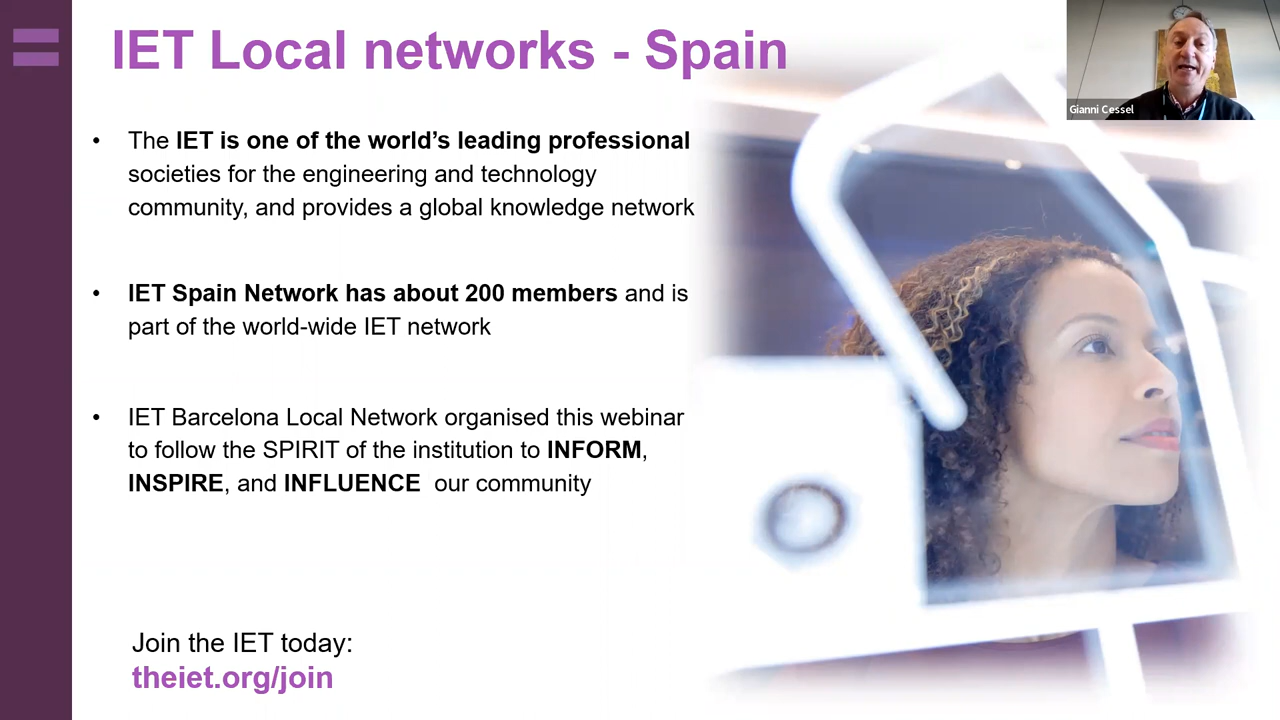 IET Local networks - Spain
Gianni Cessel
• The IET is one of the world’s leading professional
societies for the engineering and technology
community, and provides a global knowledge network
• IET Spain Network has about 200 members and is
part of the world-wide IET network
• IET Barcelona Local Network organised this webinar
to follow the SPIRIT of the institution to INFORM,
INSPIRE, and INFLUENCE our community
Join the IET today:
theiet.org/join